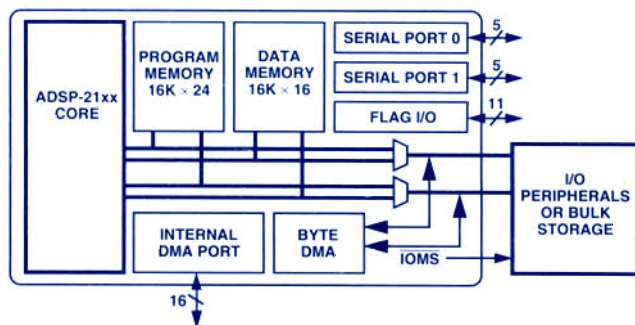 ADSP-21xx
CORE
PROGRAM
MEMORY
16K × 24
DATA
MEMORY
16K × 16
SERIAL PORT 0
5
SERIAL PORT 1
5
FLAG I/O
11
I/O
PERIPHERALS
OR BULK
STORAGE
INTERNAL
DMA PORT
BYTE
DMA
IOMS
16